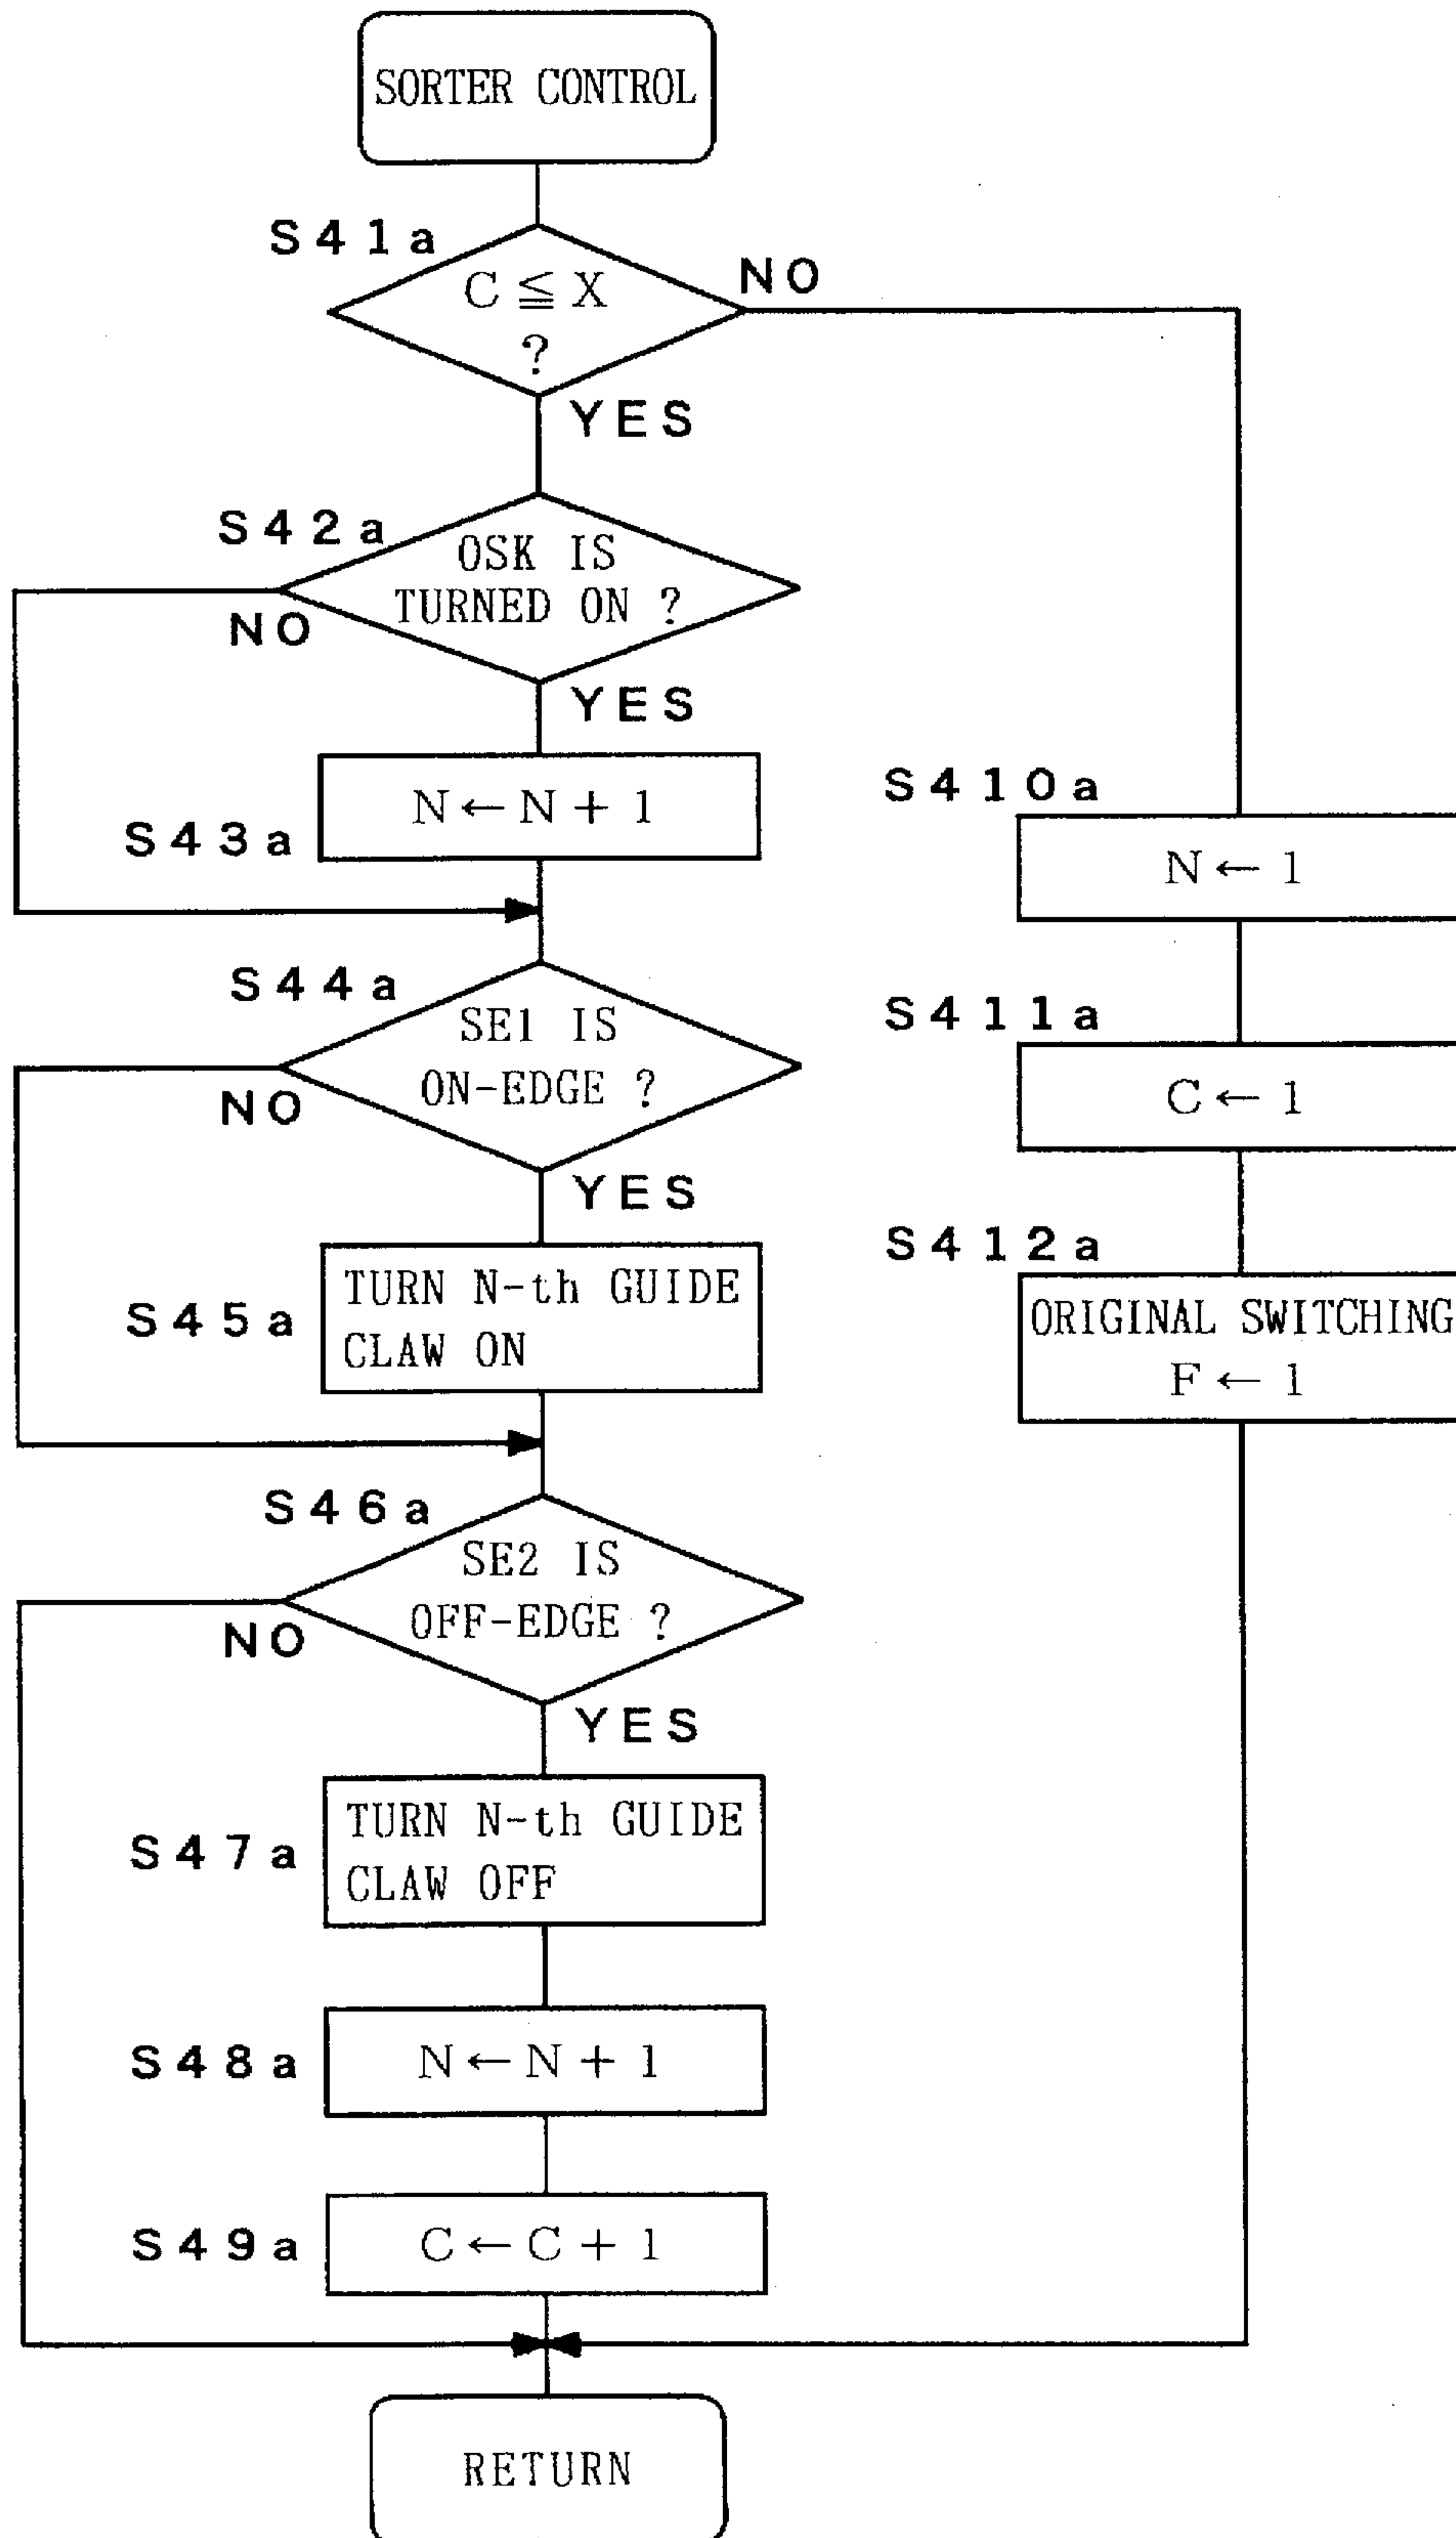 SORTER CONTROL
S41a
C ≦ X
?
NO
YES
S42a
OSK IS
TURNED ON ?
NO
YES
S43a
N ← N + 1
S44a
SE1 IS
ON-EDGE ?
NO
YES
S45a
TURN N-th GUIDE
CLAW ON
S46a
SE2 IS
OFF-EDGE ?
NO
YES
S47a
TURN N-th GUIDE
CLAW OFF
S48a
N ← N + 1
S49a
C ← C + 1
S410a
N ← 1
S411a
C ← 1
S412a
ORIGINAL SWITCHING
F ← 1
RETURN